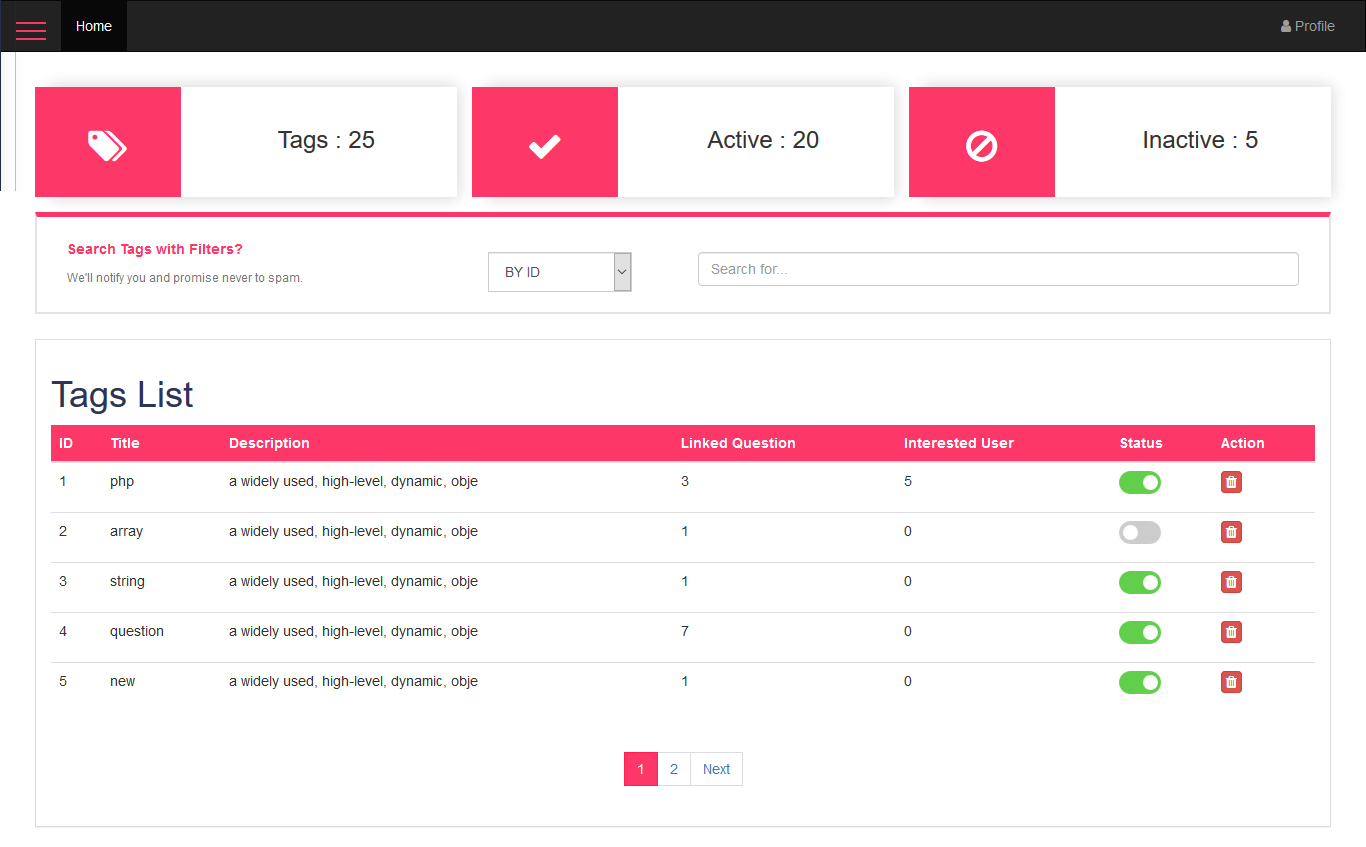 Home
Profile
Tags : 25
Active : 20
Inactive : 5
Search Tags with Filters?
We'll notify you and promise never to spam.
BY ID
Search for...
Tags List
ID Title Description Linked Question Interested User Status Action
1 php a widely used, high-level, dynamic, obje 3 5
2 array a widely used, high-level, dynamic, obje 1 0
3 string a widely used, high-level, dynamic, obje 1 0
4 question a widely used, high-level, dynamic, obje 7 0
5 new a widely used, high-level, dynamic, obje 1 0
1 2 Next